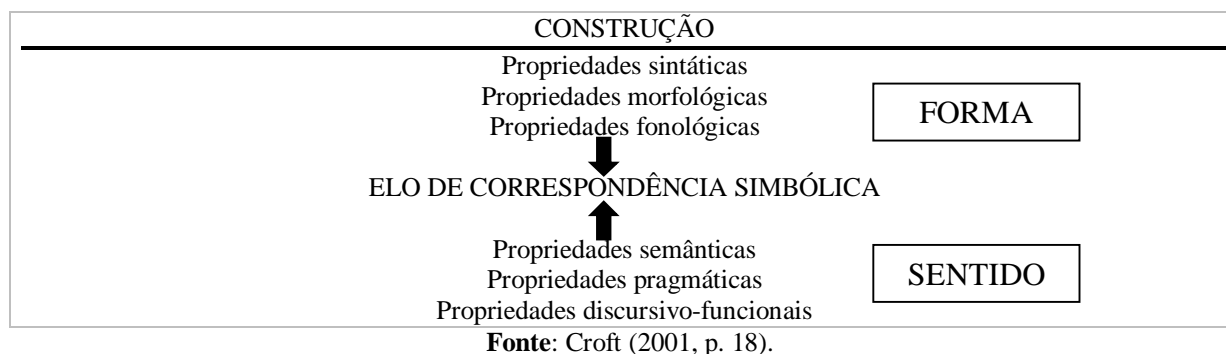 CONSTRUÇÃO
Propriedades sintáticas
Propriedades morfológicas
Propriedades fonológicas
FORMA
ELO DE CORRESPONDÊNCIA SIMBÓLICA
Propriedades semânticas
Propriedades pragmáticas
Propriedades discursivo-funcionais
SENTIDO
Fonte: Croft (2001, p. 18).